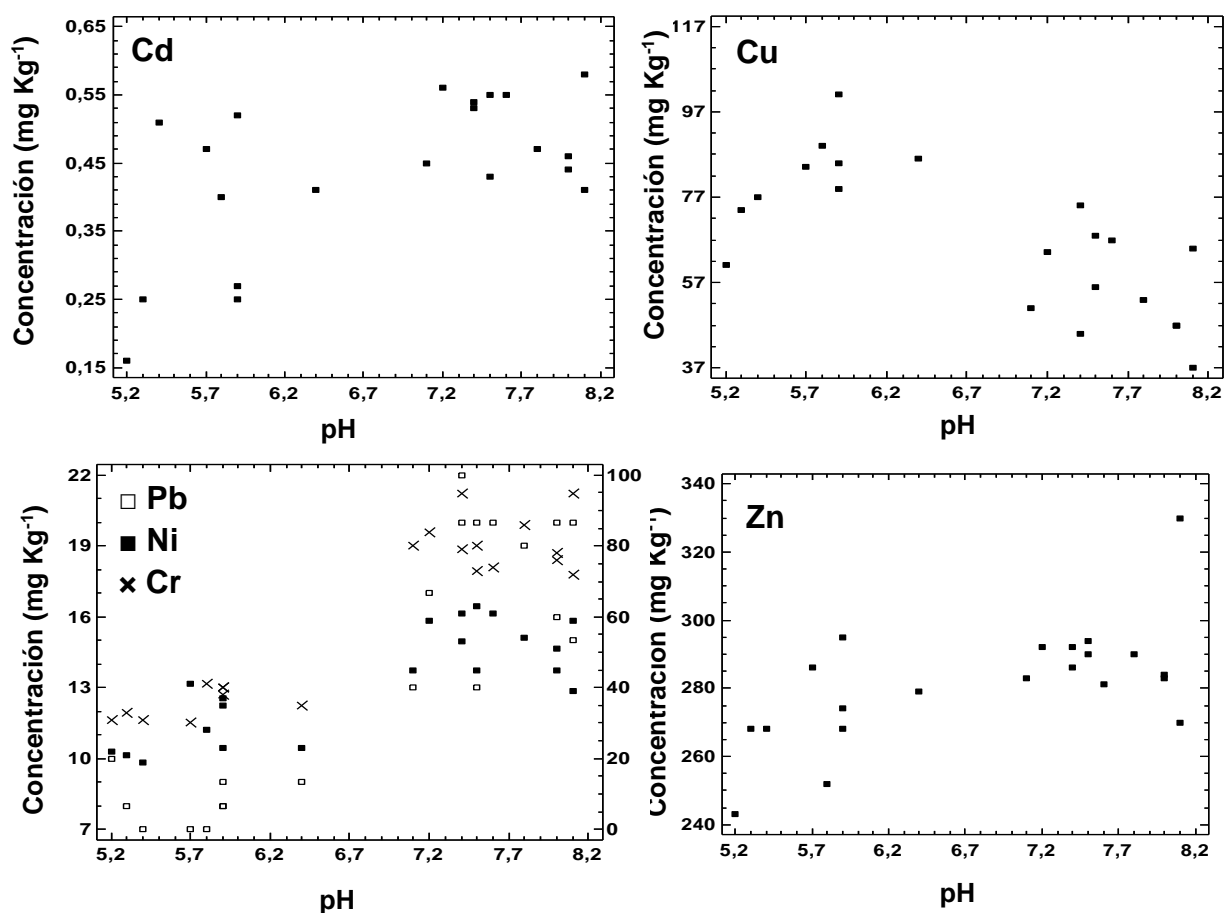 Cd
Concentración (mg Kg-1)
0,65
0,55
0,45
0,35
0,25
0,15
5,2 5,7 6,2 6,7 7,2 7,7 8,2
pH
Cu
Concentración (mg Kg-1)
117
97
77
57
37
5,2 5,7 6,2 6,7 7,2 7,7 8,2
pH
Pb
Ni
Cr
Concentración (mg Kg-1)
22
19
16
13
10
7
100
80
60
40
20
0
5,2 5,7 6,2 6,7 7,2 7,7 8,2
pH
Zn
Concentración (mg Kg-1)
340
320
300
280
260
240
5,2 5,7 6,2 6,7 7,2 7,7 8,2
pH